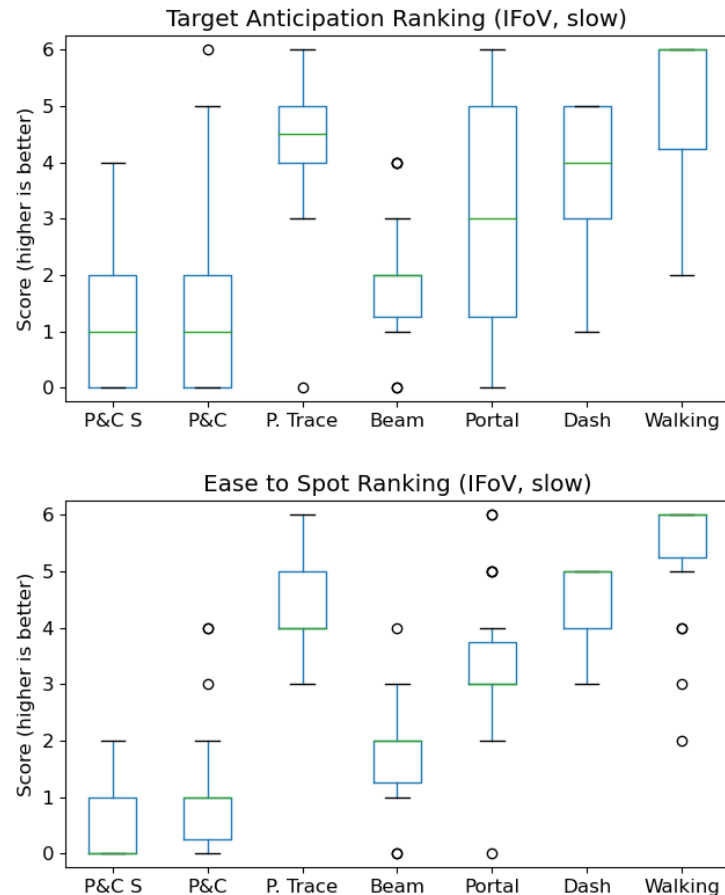 Target Anticipation Ranking (IFoV, slow)
Score (higher is better)
6
5
4
3
2
1
0
P&C S P&C P. Trace Beam Portal Dash Walking
Ease to Spot Ranking (IFoV, slow)
Score (higher is better)
6
5
4
3
2
1
0
P&C S P&C P. Trace Beam Portal Dash Walking